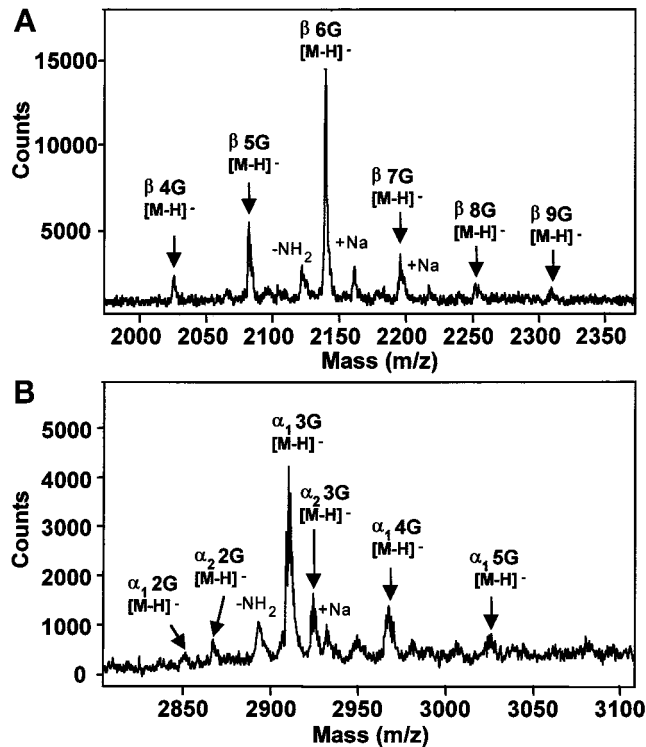 A
Counts
15000
10000
5000
β 4G
[M-H]-
β 5G
[M-H]-
-NH2
β 6G
[M-H]-
+Na
β 7G
[M-H]-
+Na
β 8G
[M-H]-
β 9G
[M-H]-
2000 2050 2100 2150 2200 2250 2300 2350
Mass (m/z)
B
Counts
5000
4000
3000
2000
1000
0
α1 2G
[M-H]-
α2 2G
[M-H]-
-NH2
α1 3G
[M-H]-
α2 3G
[M-H]-
+Na
α1 4G
[M-H]-
α1 5G
[M-H]-
2850 2900 2950 3000 3050 3100
Mass (m/z)